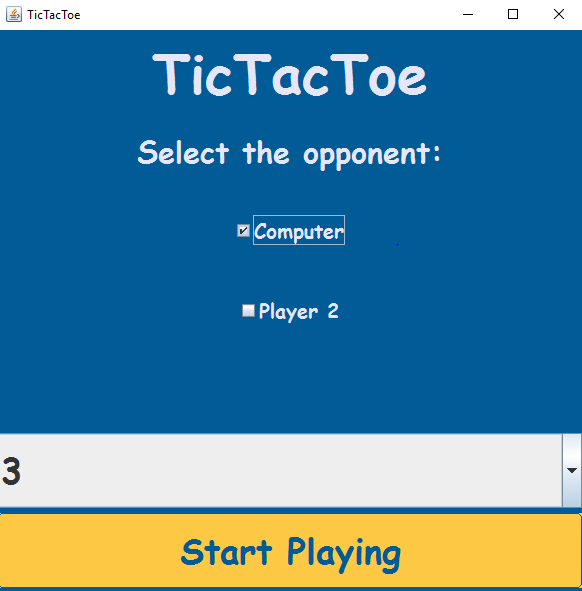 TicTacToe
TicTacToe
Select the opponent:
Computer
Player 2
3
Start Playing